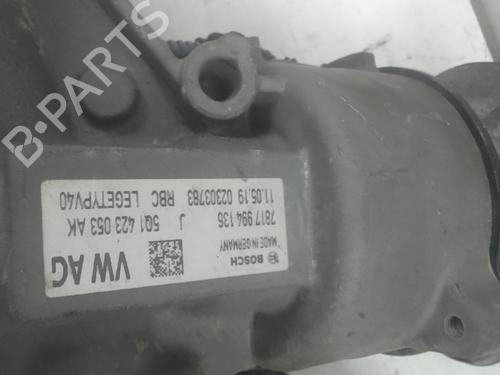 B-PARTS
BOSCH
MADE IN GERMANY
VW AG
7817 994 136
J 5Q1 423 053 AK
11.05.19 02303783 RBC LEGETYPV40